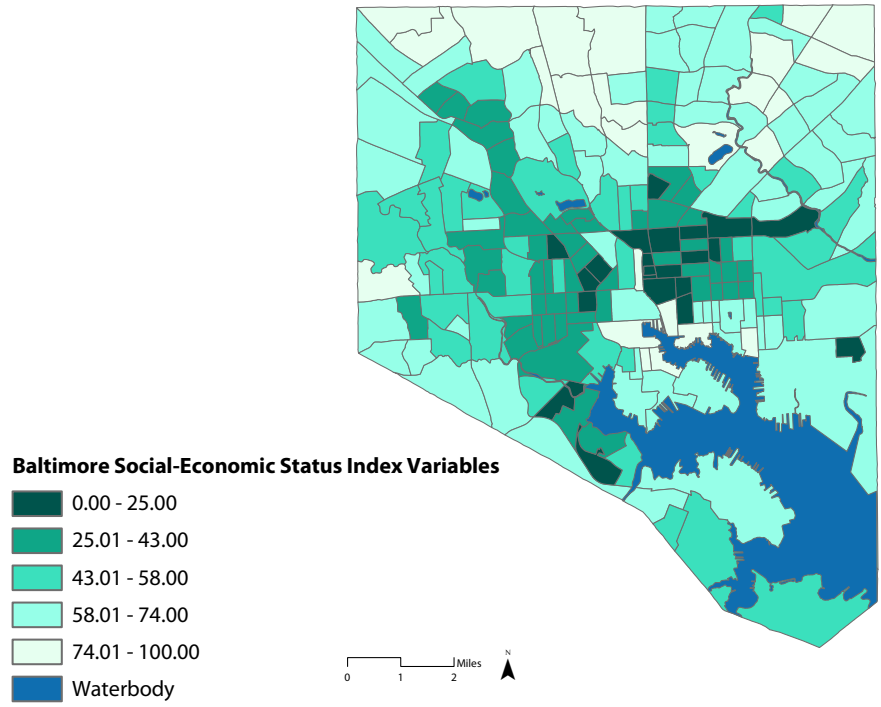 Baltimore Social-Economic Status Index Variables
0.00 - 25.00
25.01 - 43.00
43.01 - 58.00
58.01 - 74.00
74.01 - 100.00
Waterbody
Miles
0 1 2
N